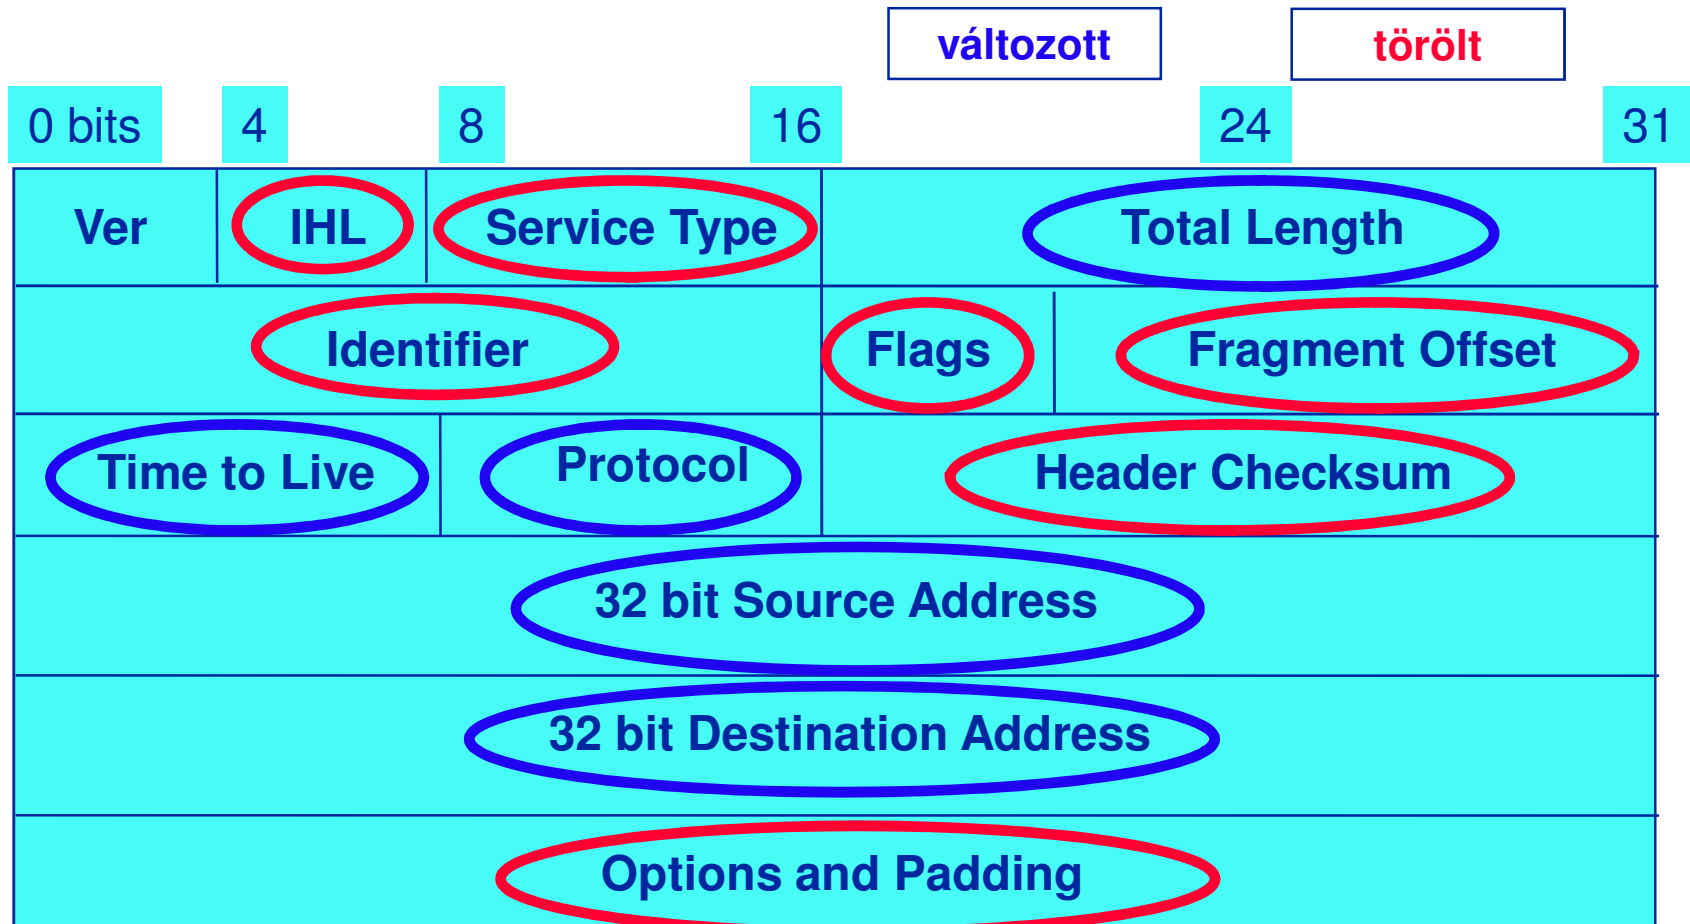 változott törölt
0 bits 4 8 16 24 31
Ver IHL Service Type Total Length
Identifier Flags Fragment Offset
Time to Live Protocol Header Checksum
32 bit Source Address
32 bit Destination Address
Options and Padding